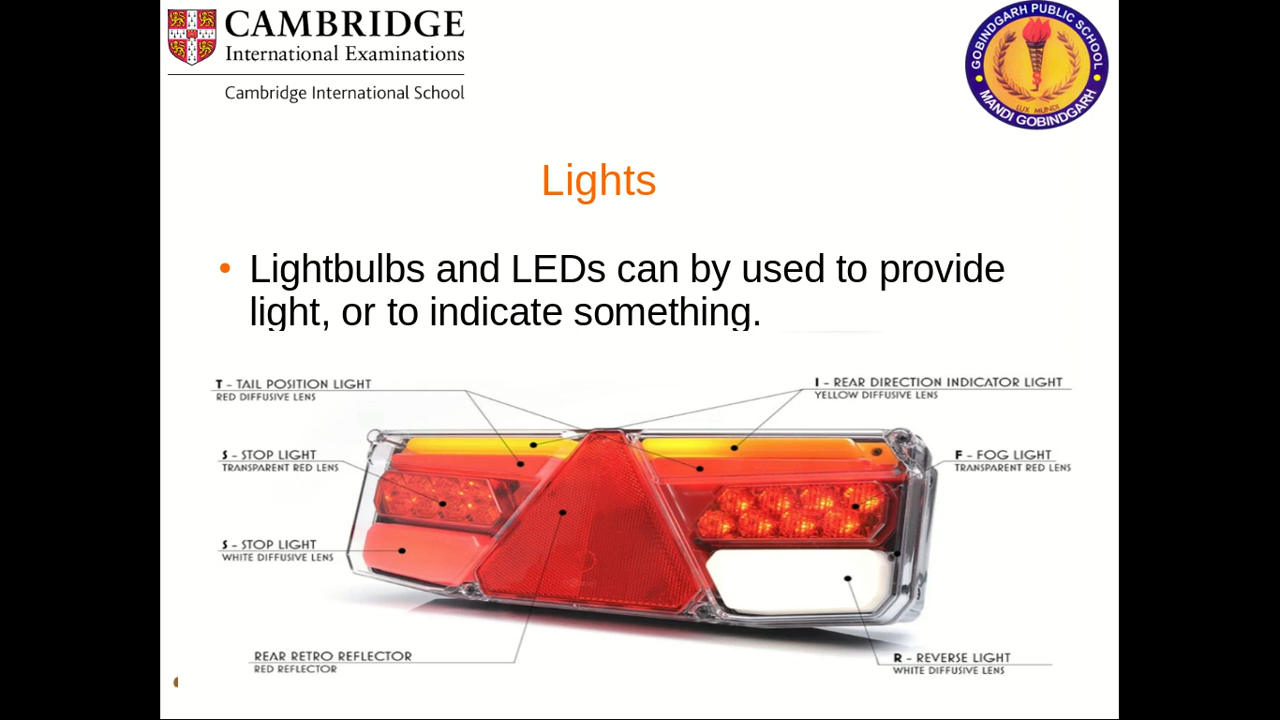 CAMBRIDGE
International Examinations
Cambridge International School
GOBINDGARH PUBLIC SCHOOL
LUX MUNDI
MANDI GOBINDGARH
Lights
• Lightbulbs and LEDs can by used to provide
light, or to indicate something.
T - TAIL POSITION LIGHT
RED DIFFUSIVE LENS
I - REAR DIRECTION INDICATOR LIGHT
YELLOW DIFFUSIVE LENS
S - STOP LIGHT
TRANSPARENT RED LENS
F - FOG LIGHT
TRANSPARENT RED LENS
S - STOP LIGHT
WHITE DIFFUSIVE LENS
REAR RETRO REFLECTOR
RED REFLECTOR
R - REVERSE LIGHT
WHITE DIFFUSIVE LENS